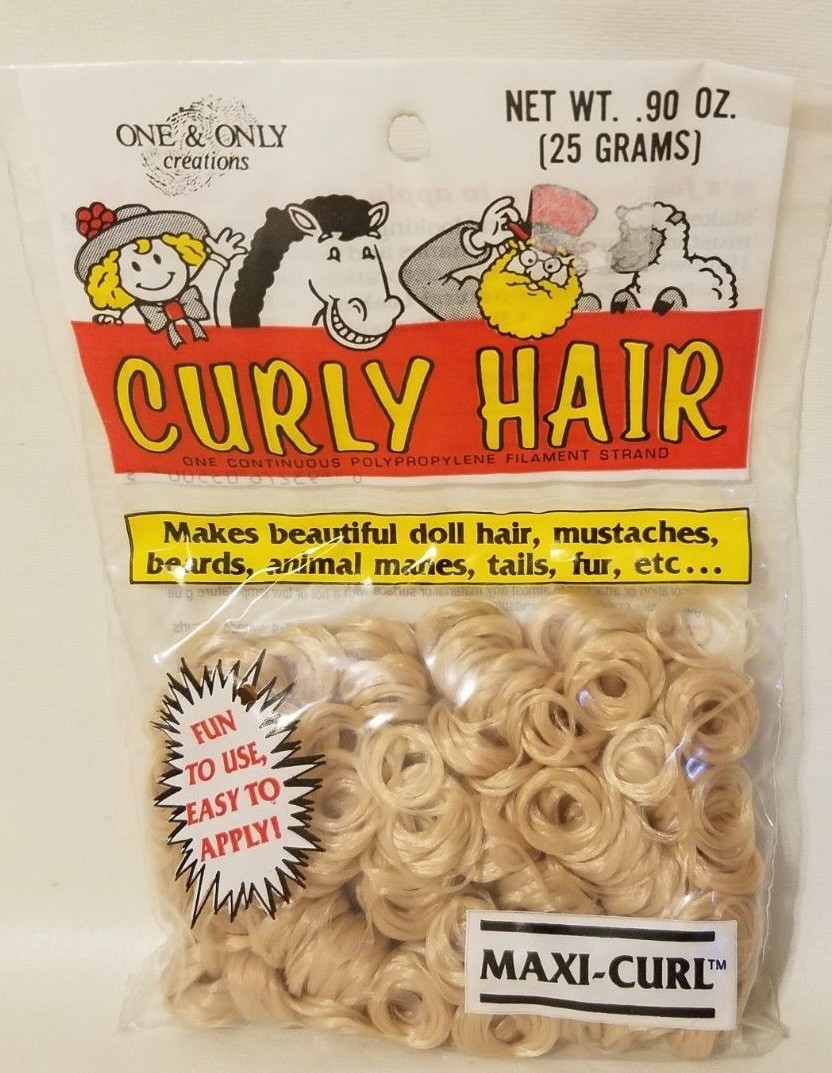 ONE & ONLY
creations
NET WT. .90 OZ.
(25 GRAMS)
CURLY HAIR
ONE CONTINUOUS POLYPROPYLENE FILAMENT STRAND
Makes beautiful doll hair, mustaches,
beards, animal manes, tails, fur, etc...
FUN
TO USE,
EASY TO
APPLY!
MAXI-CURL™